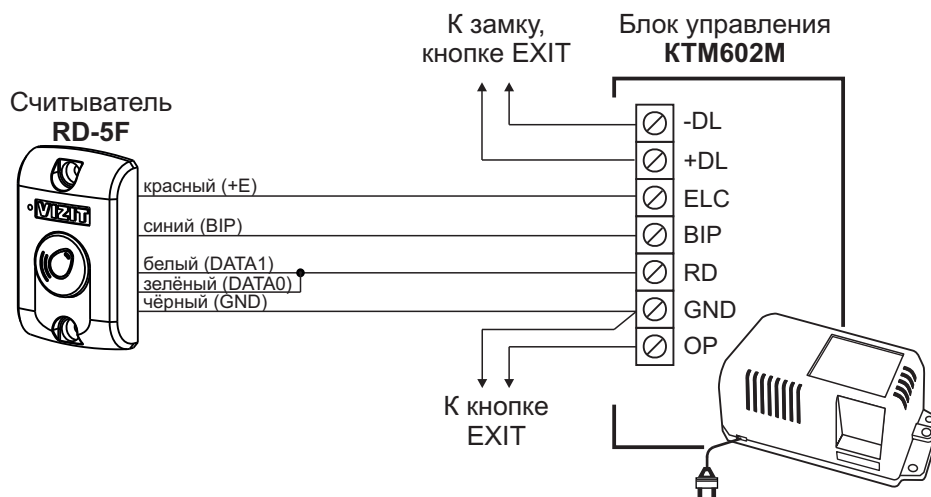 К замку,
кнопке EXIT
Блок управления
КТМ602М
Считыватель
RD-5F
VIZIT
красный (+E)
синий (BIP)
белый (DATA1)
зелёный (DATA0)
чёрный (GND)
-DL
+DL
ELC
BIP
RD
GND
OP
К кнопке
EXIT